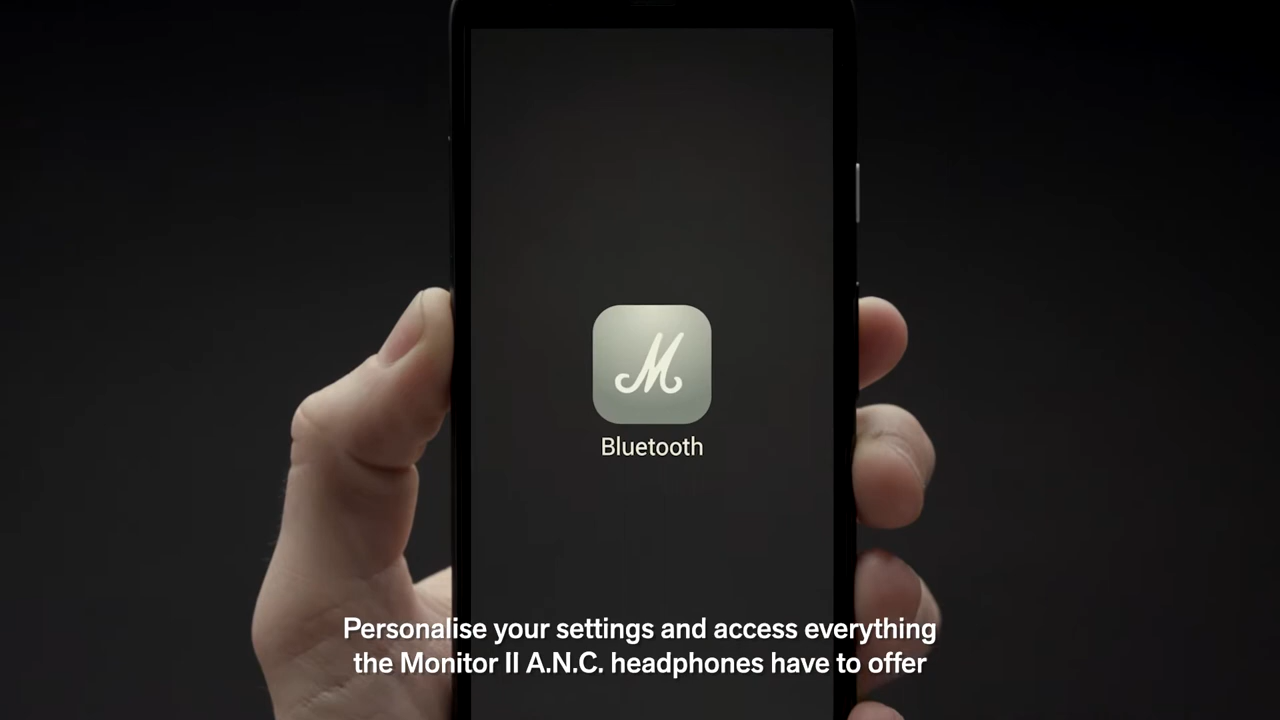 M
Bluetooth
Personalise your settings and access everything
the Monitor II A.N.C. headphones have to offer